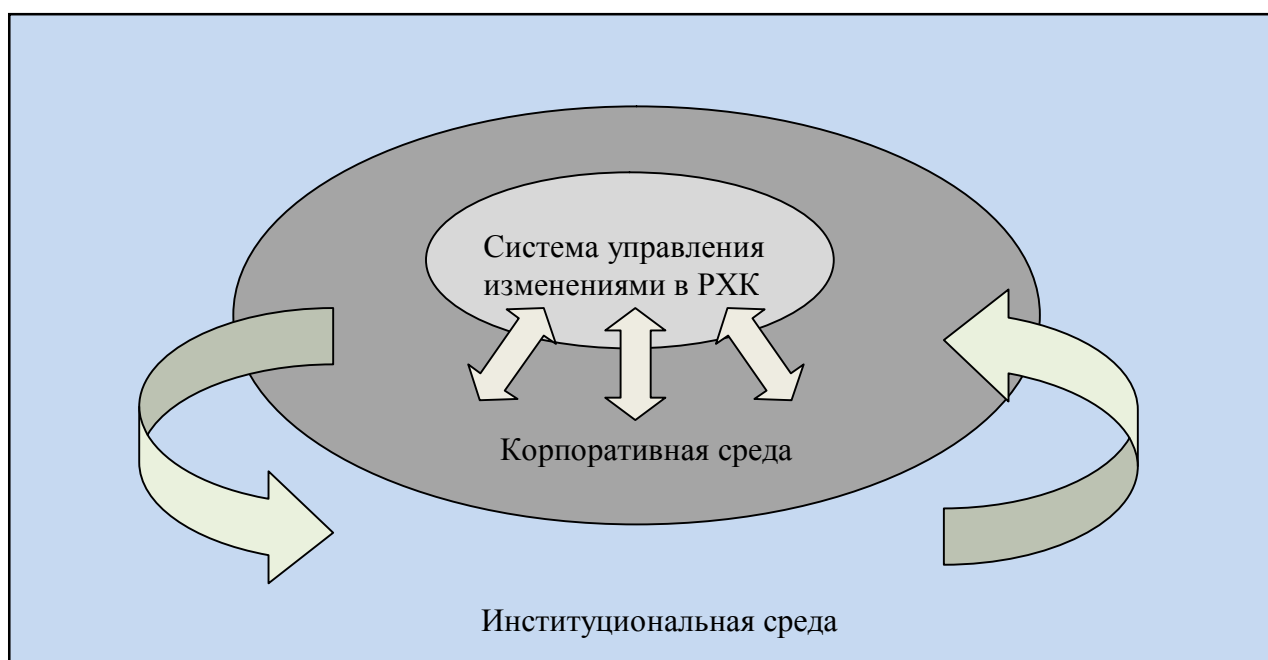 Система управления
изменениями в РХК
Корпоративная среда
Институциональная среда